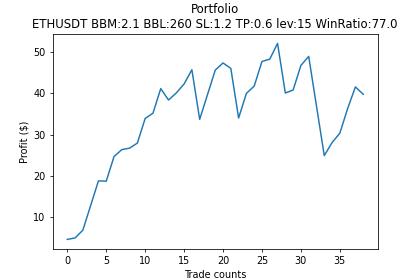 Portfolio
ETHUSDT BBM:2.1 BBL:260 SL:1.2 TP:0.6 lev:15 WinRatio:77.0
50
40
30
20
10
Profit ($)
0 5 10 15 20 25 30 35
Trade counts